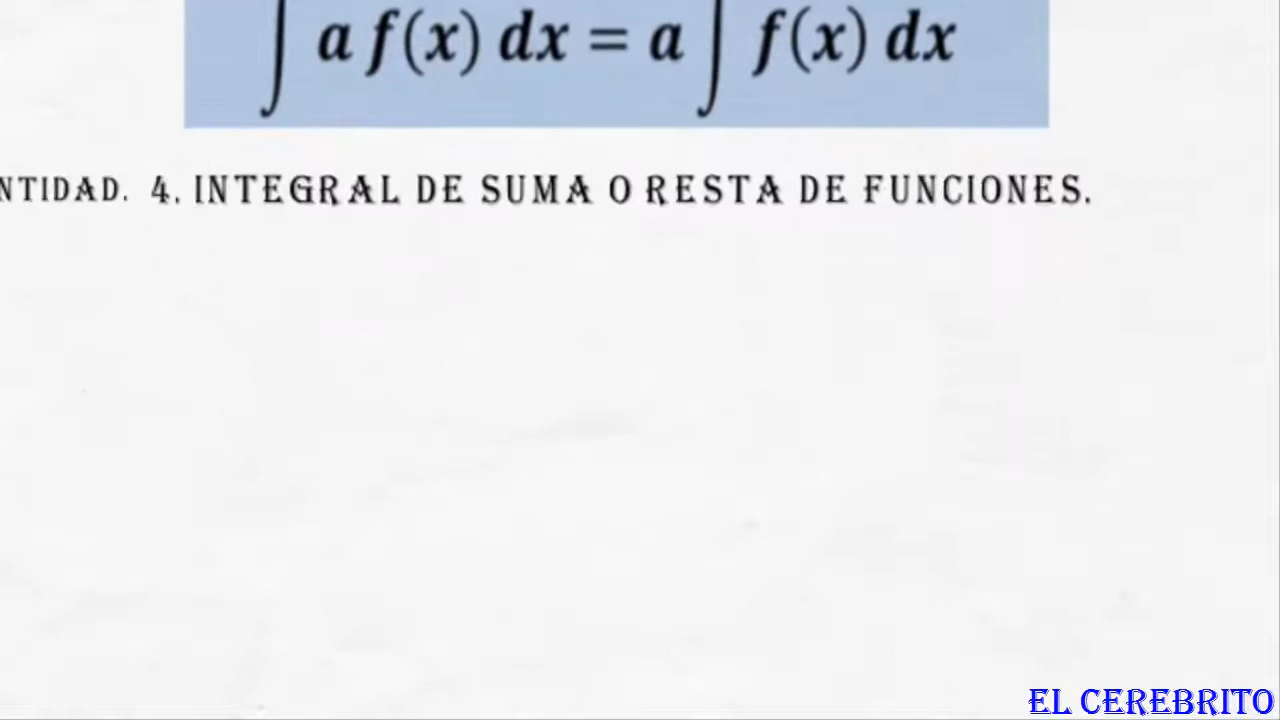 ∫ a f(x) dx = a ∫ f(x) dx
NTIDAD. 4. INTEGRAL DE SUMA O RESTA DE FUNCIONES.
EL CEREBRITO